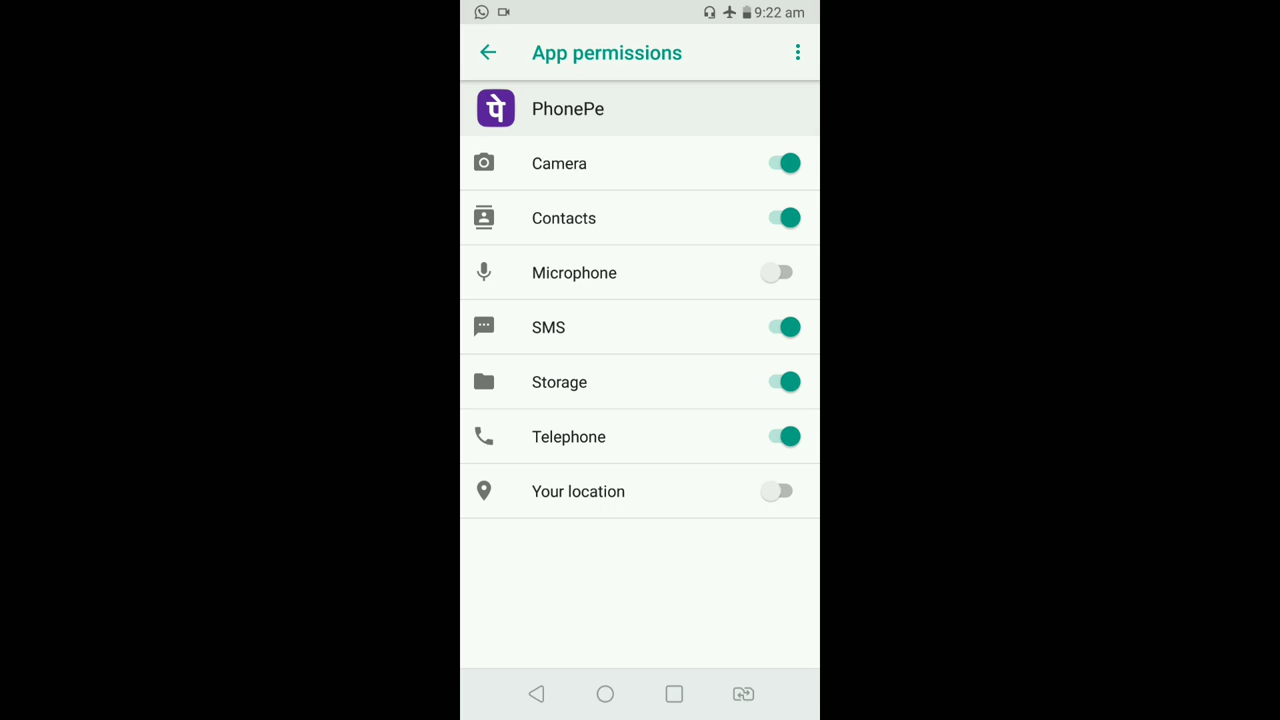 9:22 am
App permissions
पे
PhonePe
Camera
Contacts
Microphone
SMS
Storage
Telephone
Your location